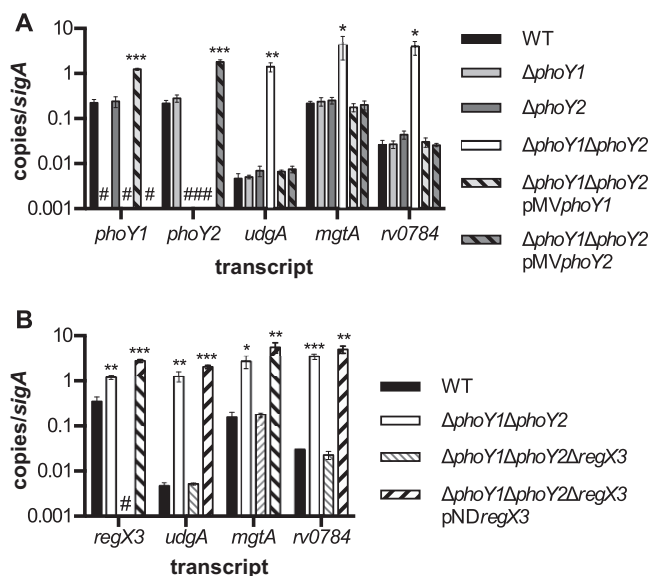 A
copies/sigA
10
1
0.1
0.01
0.001
***
***
**
*
*
# # #
###
phoY1 phoY2 udgA mgtA rv0784
transcript
WT
ΔphoY1
ΔphoY2
ΔphoY1ΔphoY2
ΔphoY1ΔphoY2
pMVphoY1
ΔphoY1ΔphoY2
pMVphoY2
B
copies/sigA
10
1
0.1
0.01
0.001
** ***
** ***
* **
*** **
#
regX3 udgA mgtA rv0784
transcript
WT
ΔphoY1ΔphoY2
ΔphoY1ΔphoY2ΔregX3
ΔphoY1ΔphoY2ΔregX3
pNDregX3